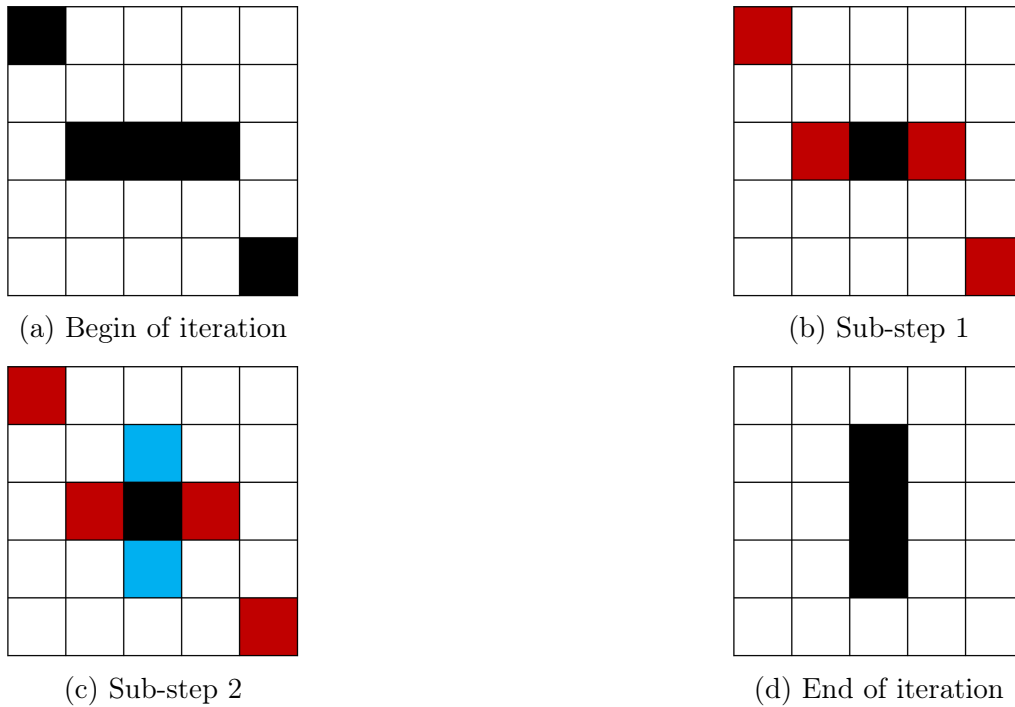 (a) Begin of iteration
(b) Sub-step 1
(c) Sub-step 2
(d) End of iteration